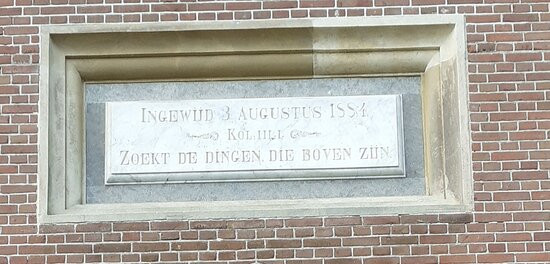 INGEWIJD 3 AUGUSTUS 1884
KOL. III.1.
ZOEKT DE DINGEN, DIE BOVEN ZIJN